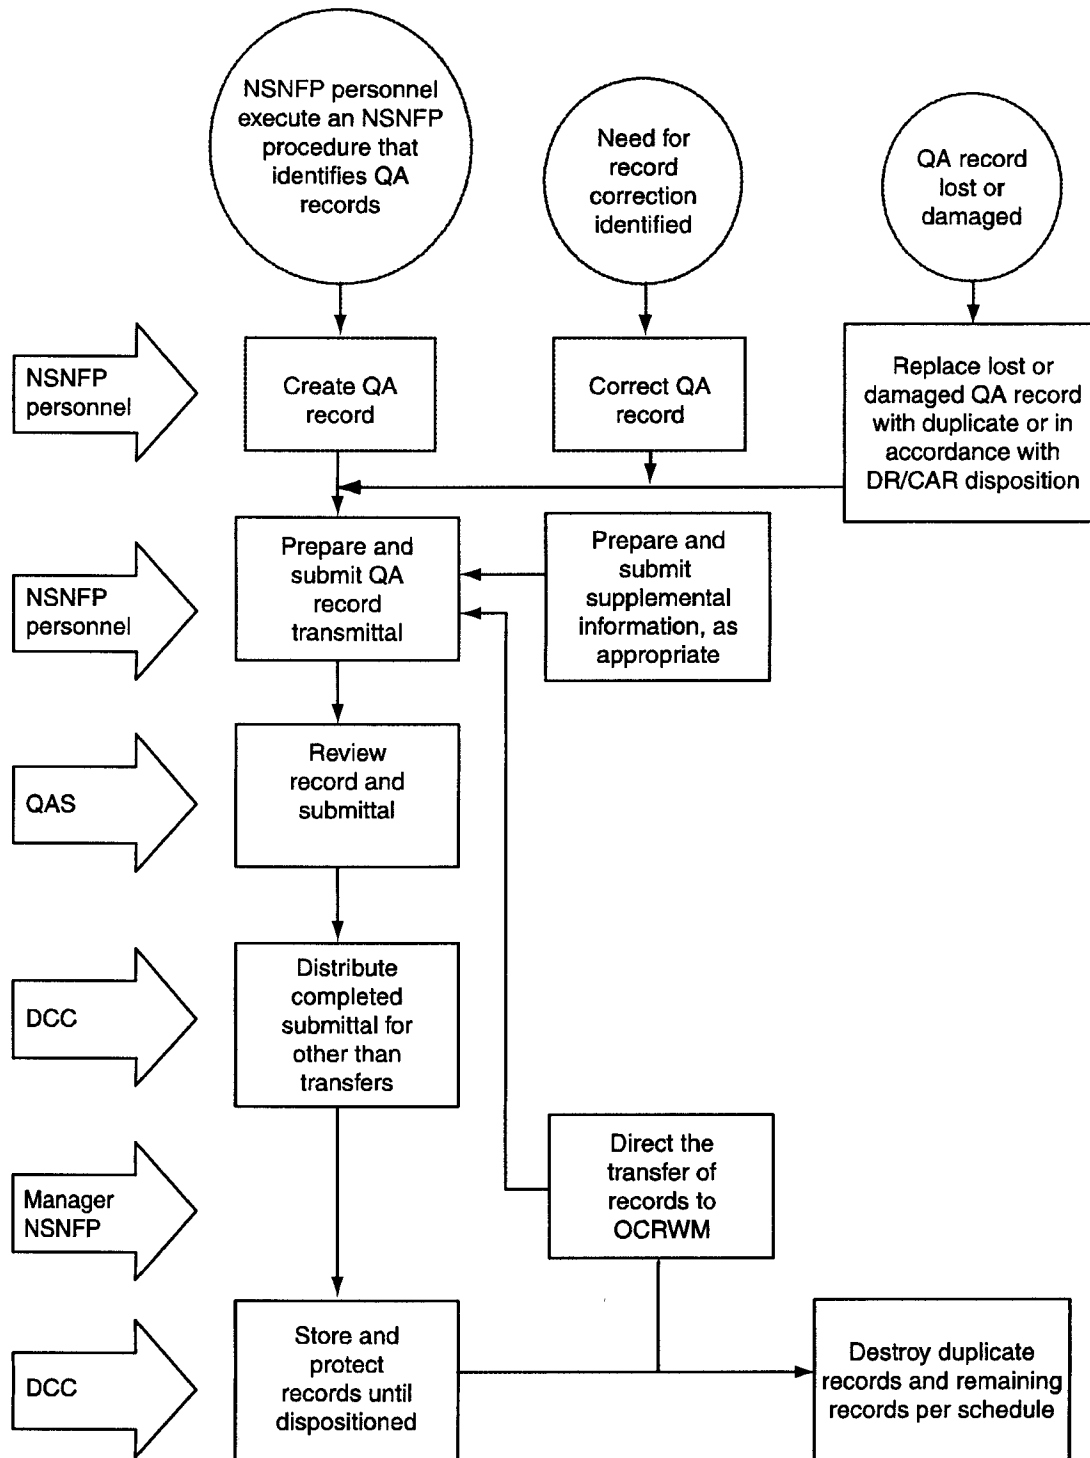 NSNFP personnel
execute an NSNFP
procedure that
identifies QA
records
Need for
record
correction
identified
QA record
lost or
damaged
NSNFP
personnel
Create QA
record
Correct QA
record
Replace lost or
damaged QA record
with duplicate or in
accordance with
DR/CAR disposition
NSNFP
personnel
Prepare and
submit QA
record
transmittal
Prepare and
submit
supplemental
information, as
appropriate
QAS
Review
record and
submittal
DCC
Distribute
completed
submittal for
other than
transfers
Manager
NSNFP
Direct the
transfer of
records to
OCRWM
DCC
Store and
protect
records until
dispositioned
Destroy duplicate
records and remaining
records per schedule